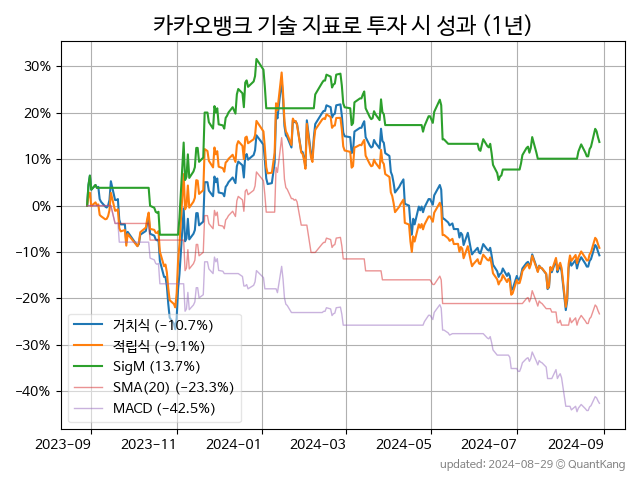 카카오뱅크 기술 지표로 투자 시 성과 (1년)
30%
20%
10%
0%
−10%
−20%
−30%
−40%
거치식 (−10.7%)
적립식 (−9.1%)
SigM (13.7%)
SMA(20) (−23.3%)
MACD (−42.5%)
2023-09 2023-11 2024-01 2024-03 2024-05 2024-07 2024-09
updated: 2024-08-29 © QuantKang